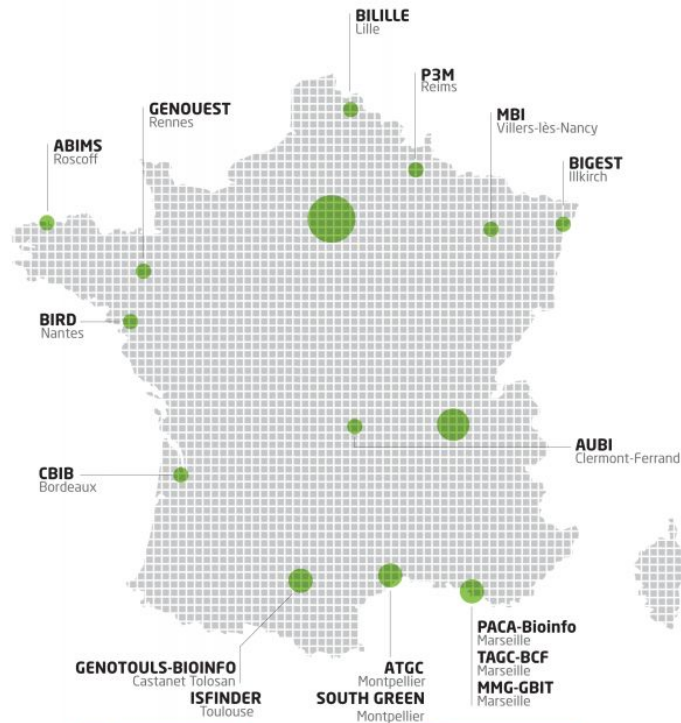 BILILLE
Lille
P3M
Reims
GENOUEST
Rennes
MBI
Villers-lès-Nancy
ABIMS
Roscoff
BIGEST
Illkirch
BIRD
Nantes
AUBI
Clermont-Ferrand
CBIB
Bordeaux
PACA-Bioinfo
Marseille
TAGC-BCF
Marseille
MMG-GBIT
Marseille
GENOTOULS-BIOINFO
Castanet Tolosan
ISFINDER
Toulouse
ATGC
Montpellier
SOUTH GREEN
Montpellier